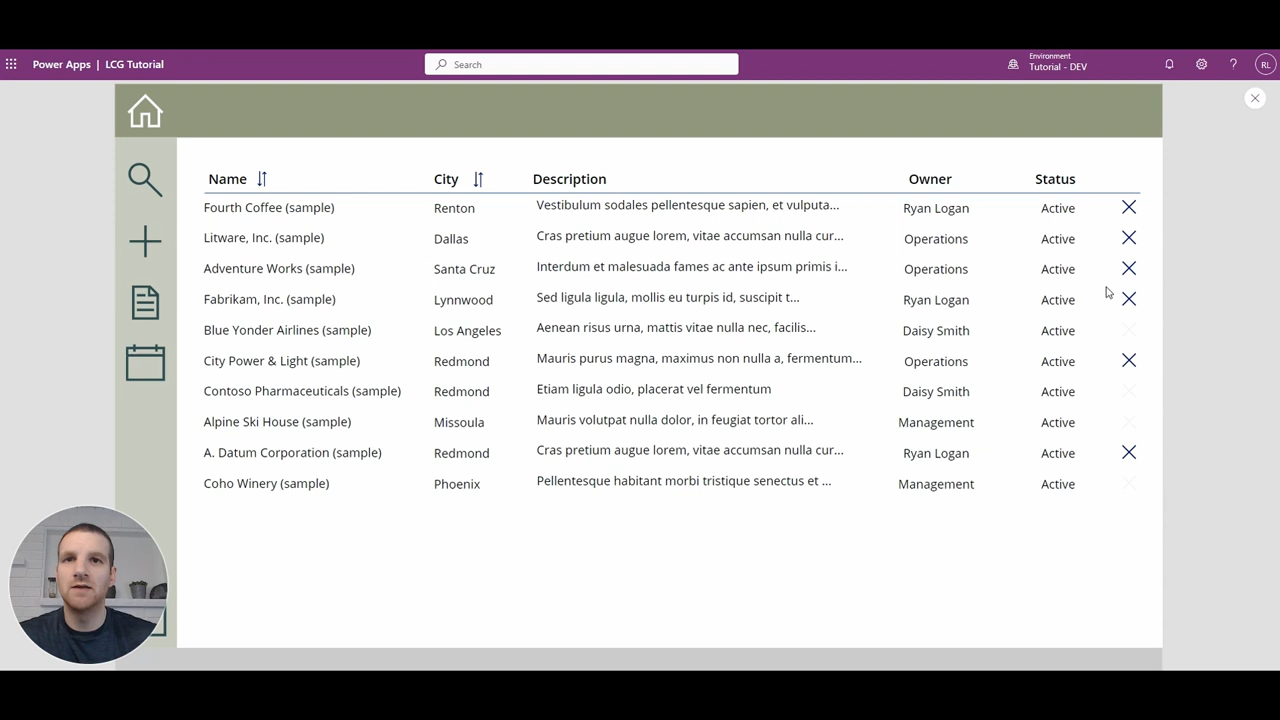 Power Apps | LCG Tutorial
Search
Environment
Tutorial - DEV
?
RL
Name City Description Owner Status
Fourth Coffee (sample) Renton Vestibulum sodales pellentesque sapien, et vulputa... Ryan Logan Active
Litware, Inc. (sample) Dallas Cras pretium augue lorem, vitae accumsan nulla cur... Operations Active
Adventure Works (sample) Santa Cruz Interdum et malesuada fames ac ante ipsum primis i... Operations Active
Fabrikam, Inc. (sample) Lynnwood Sed ligula ligula, mollis eu turpis id, suscipit t... Ryan Logan Active
Blue Yonder Airlines (sample) Los Angeles Aenean risus urna, mattis vitae nulla nec, facilis... Daisy Smith Active
City Power & Light (sample) Redmond Mauris purus magna, maximus non nulla a, fermentum... Operations Active
Contoso Pharmaceuticals (sample) Redmond Etiam ligula odio, placerat vel fermentum Daisy Smith Active
Alpine Ski House (sample) Missoula Mauris volutpat nulla dolor, in feugiat tortor ali... Management Active
A. Datum Corporation (sample) Redmond Cras pretium augue lorem, vitae accumsan nulla cur... Ryan Logan Active
Coho Winery (sample) Phoenix Pellentesque habitant morbi tristique senectus et ... Management Active